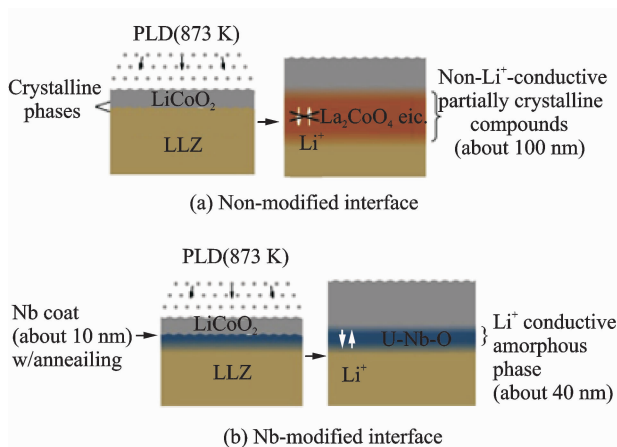 PLD(873 K)
Crystalline
phases
LiCoO₂
LLZ
La₂CoO₄ eic.
Li⁺
Non-Li⁺-conductive
partially crystalline
compounds
(about 100 nm)
(a) Non-modified interface
PLD(873 K)
Nb coat
(about 10 nm)
w/anneailing
LiCoO₂
LLZ
U-Nb-O
Li⁺
Li⁺ conductive
amorphous
phase
(about 40 nm)
(b) Nb-modified interface